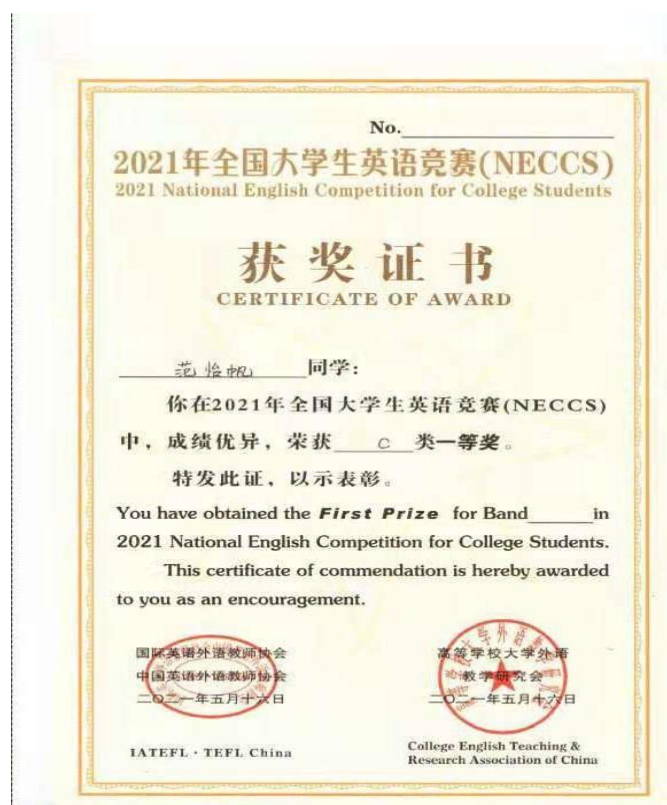 No.
2021年全国大学生英语竞赛(NECCS)
2021 National English Competition for College Students
获奖证书
CERTIFICATE OF AWARD
范怡帆 同学:
你在2021年全国大学生英语竞赛(NECCS)
中，成绩优异，荣获 C 类一等奖。
特发此证，以示表彰。
You have obtained the First Prize for Band in
2021 National English Competition for College Students.
This certificate of commendation is hereby awarded
to you as an encouragement.
国际英语外语教师协会
中国英语外语教师协会
二〇二一年五月十六日
IATEFL · TEFL China
高等学校大学外语
教学研究会
二〇二一年五月十六日
College English Teaching &
Research Association of China